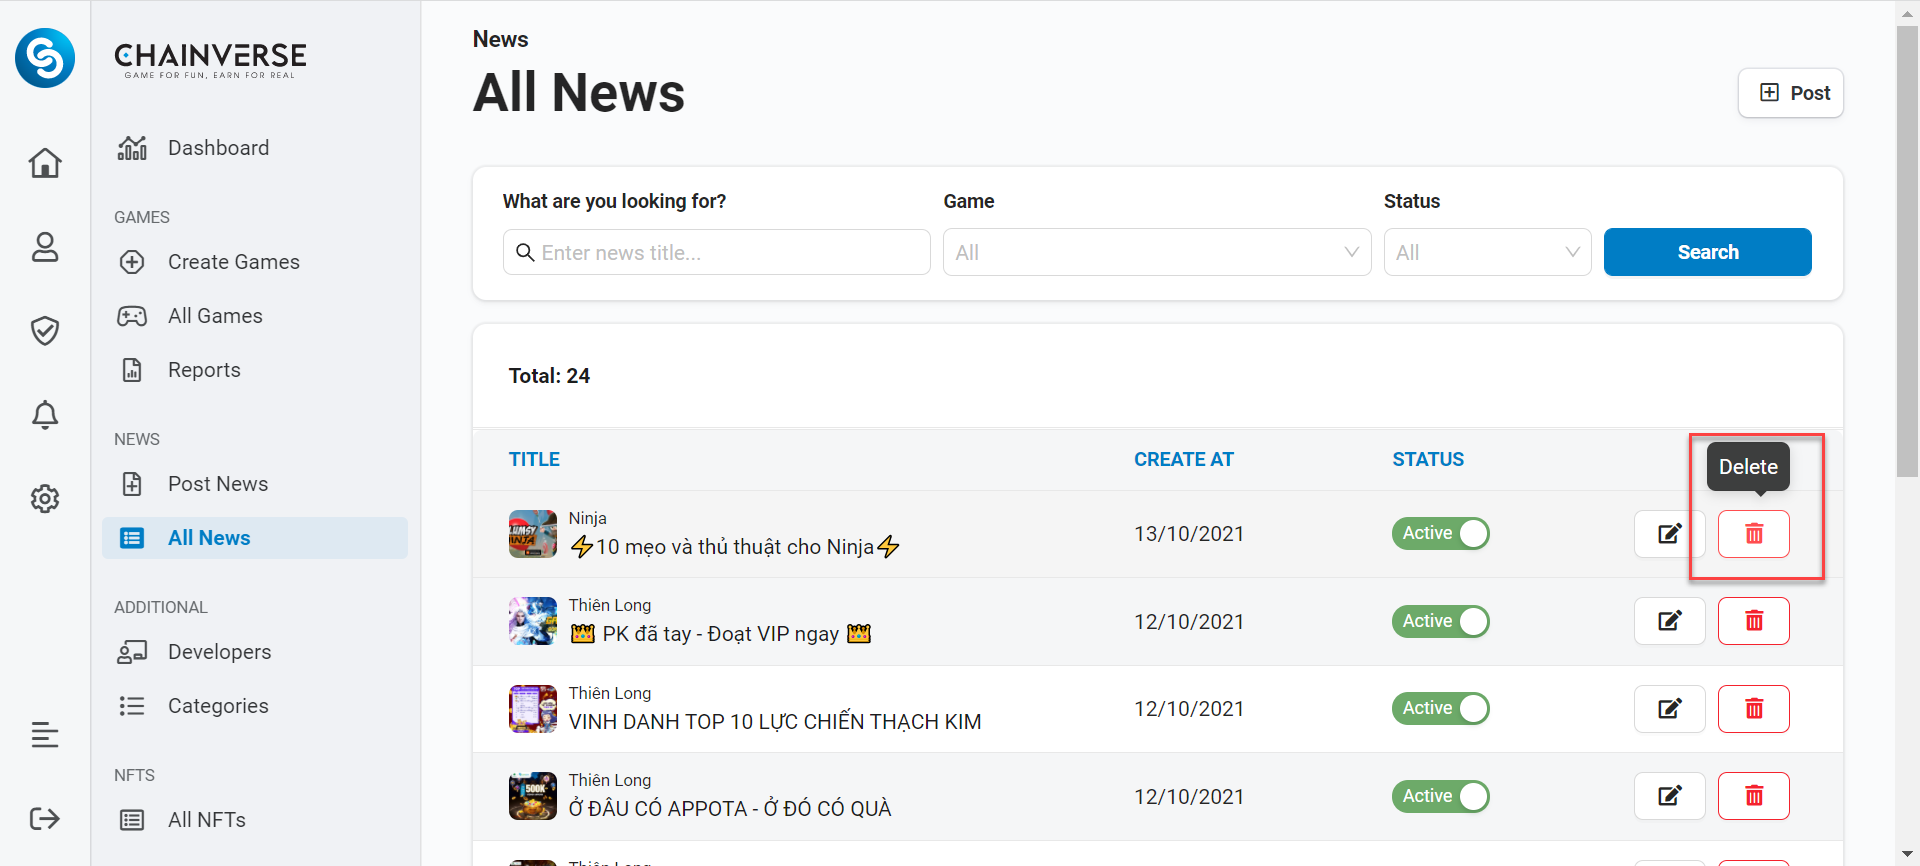 CHAINVERSE
GAME FOR FUN, EARN FOR REAL
Dashboard
GAMES
Create Games
All Games
Reports
NEWS
Post News
All News
ADDITIONAL
Developers
Categories
NFTS
All NFTs
News
All News
Post
What are you looking for?
Game
Status
Enter news title...
All
All
Search
Total: 24
TITLE
CREATE AT
STATUS
Delete
Ninja
⚡10 mẹo và thủ thuật cho Ninja⚡
13/10/2021
Active
Thiên Long
👑 PK đã tay - Đoạt VIP ngay 👑
12/10/2021
Active
Thiên Long
VINH DANH TOP 10 LỰC CHIẾN THẠCH KIM
12/10/2021
Active
500K
Thiên Long
Ở ĐÂU CÓ APPOTA - Ở ĐÓ CÓ QUÀ
12/10/2021
Active